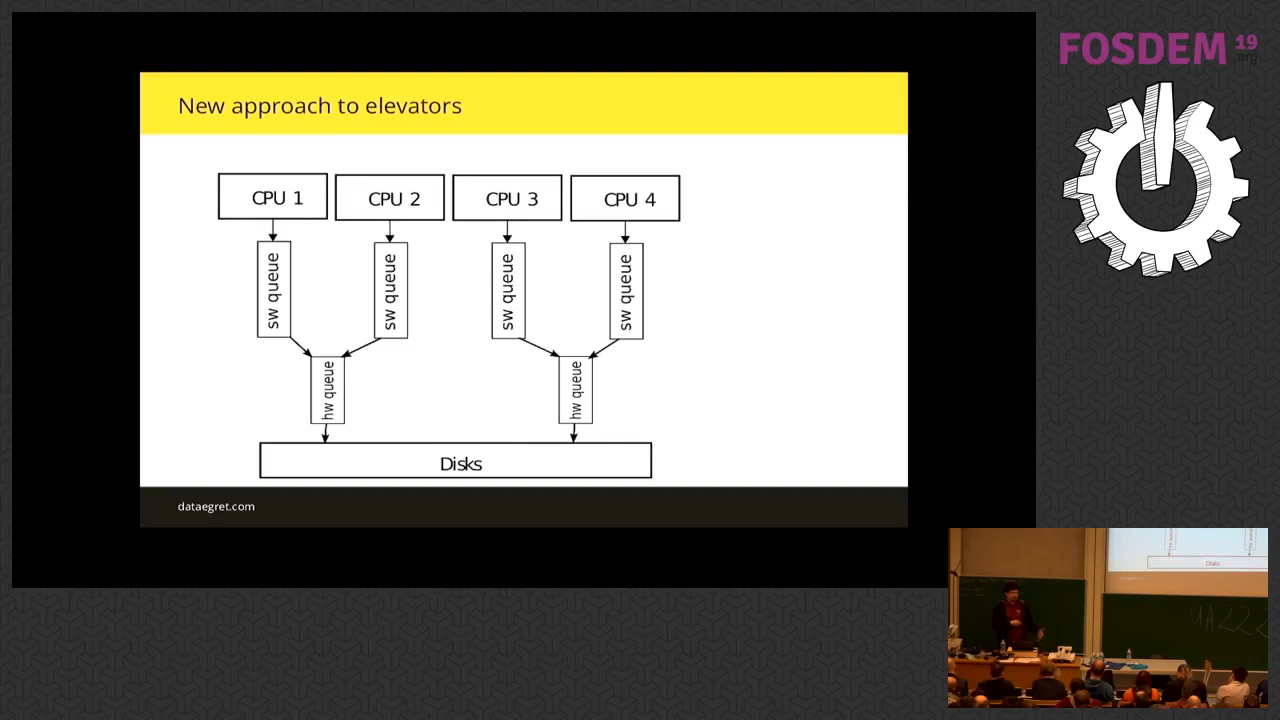 FOSDEM 19
.org
New approach to elevators
CPU 1
CPU 2
CPU 3
CPU 4
sw queue
sw queue
sw queue
sw queue
hw queue
hw queue
Disks
dataegret.com
Disks